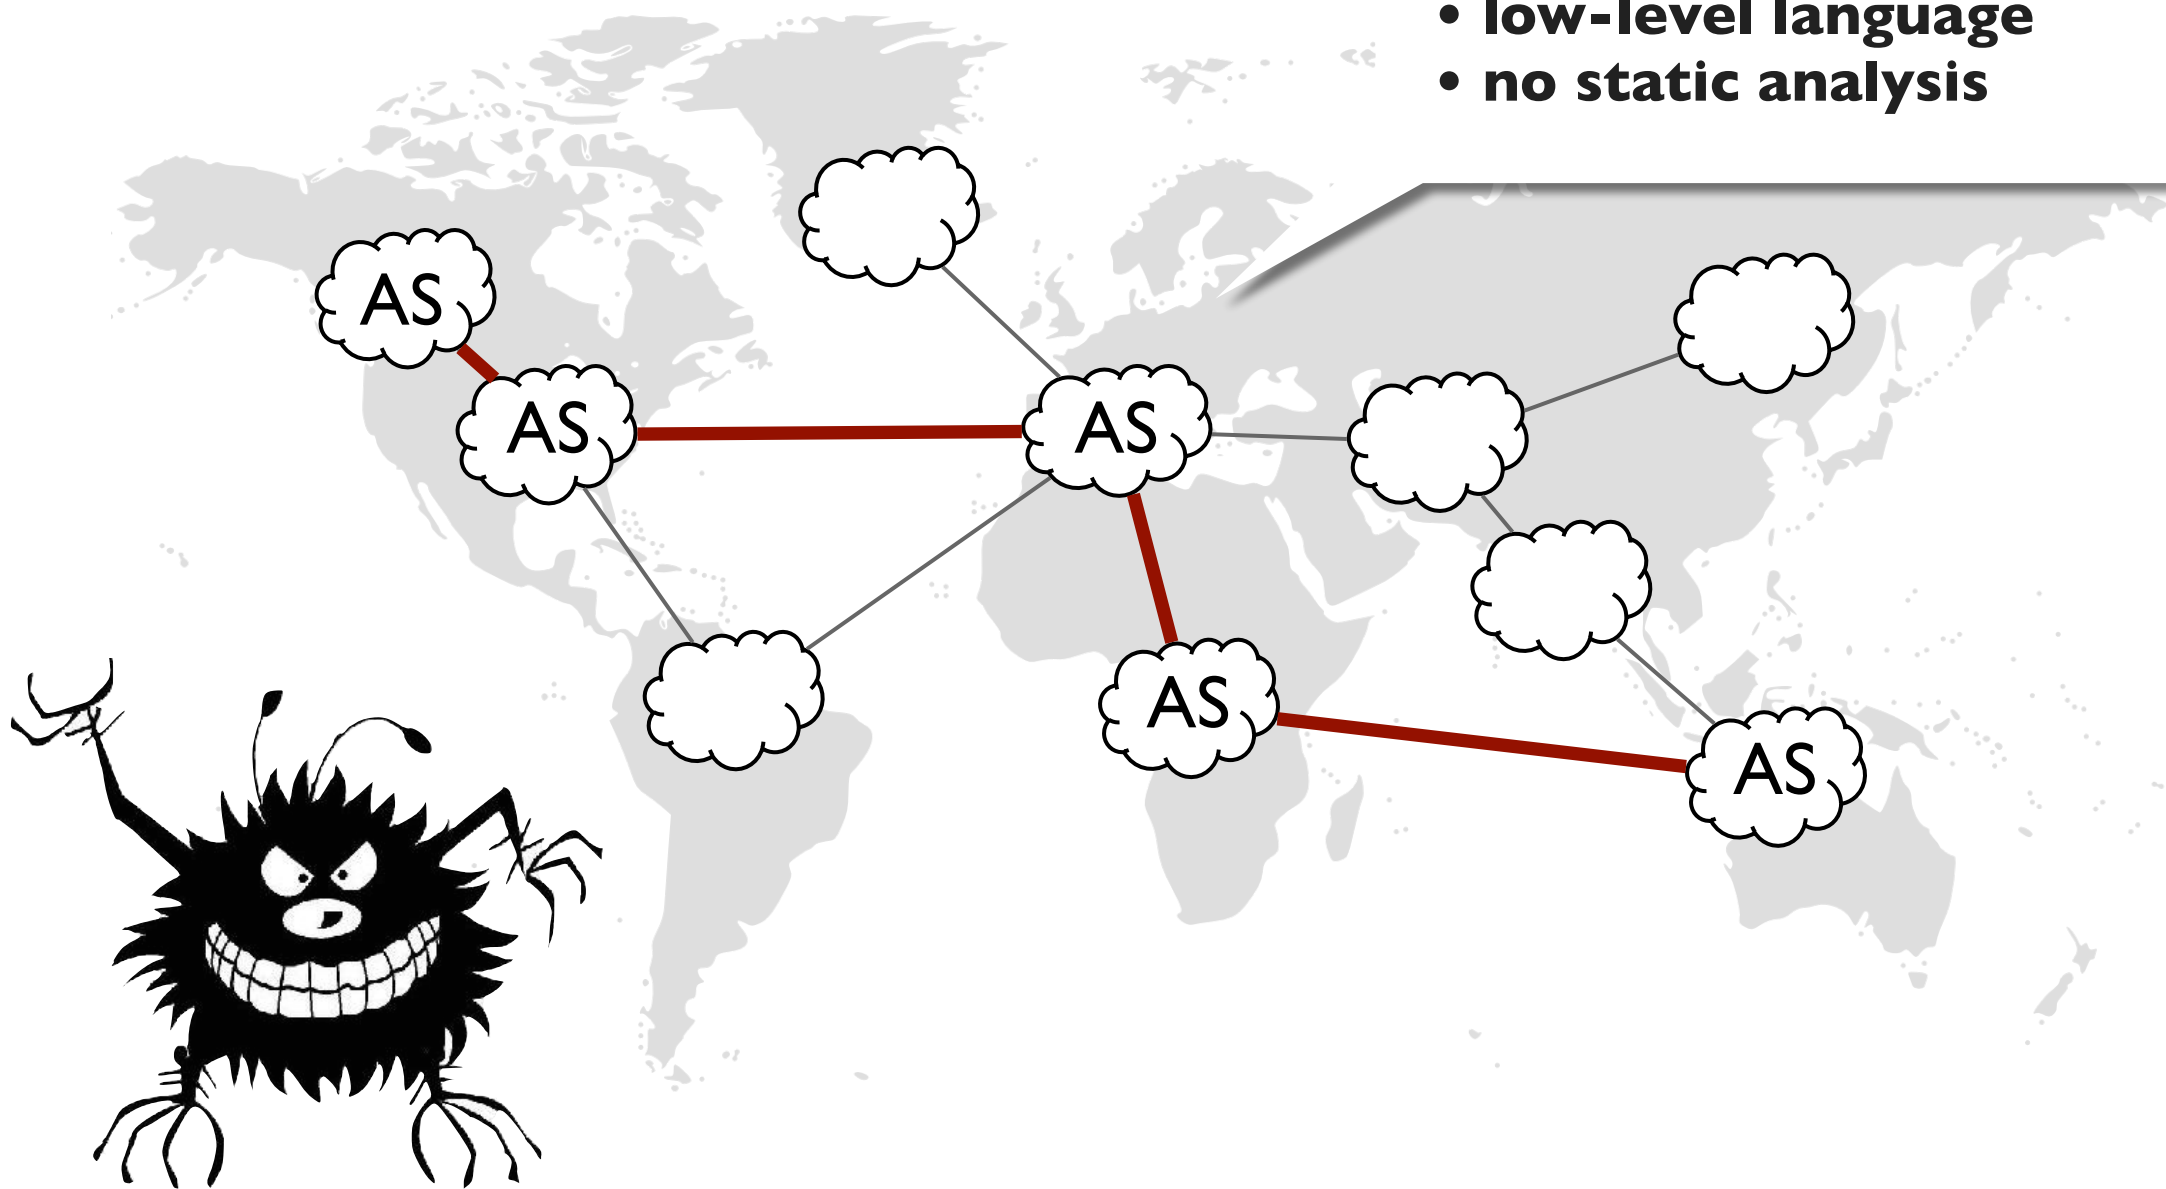 • low-level language
• no static analysis
AS
AS
AS
AS
AS